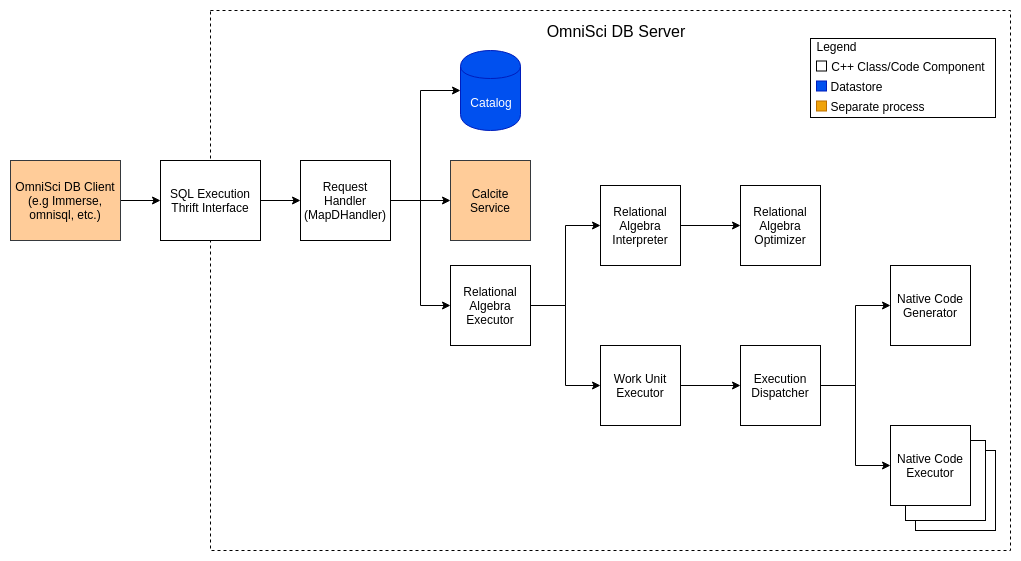 OmniSci DB Server
Legend
C++ Class/Code Component
Datastore
Separate process
Catalog
OmniSci DB Client
(e.g Immerse,
omnisql, etc.)
SQL Execution
Thrift Interface
Request
Handler
(MapDHandler)
Calcite
Service
Relational
Algebra
Executor
Relational
Algebra
Interpreter
Relational
Algebra
Optimizer
Work Unit
Executor
Execution
Dispatcher
Native Code
Generator
Native Code
Executor